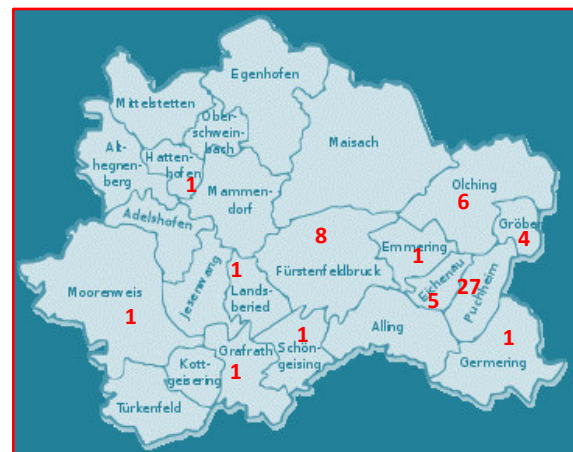 Egenhofen
Mittelstetten
Ober-
schwein-
bach
Maisach
Alt-
hegnen-
berg
Hatten-
hofen
1
Mammen-
dorf
Olching
6
Adelshofen
Gröben
4
8
Emmering
1
Fürstenfeldbruck
Jesenwang
1
Lands-
beried
Eichenau
5
27
Puchheim
Moorenweis
1
Alling
1
Schön-
geising
1
Germering
Grafrath
1
Kott-
geisering
Türkenfeld